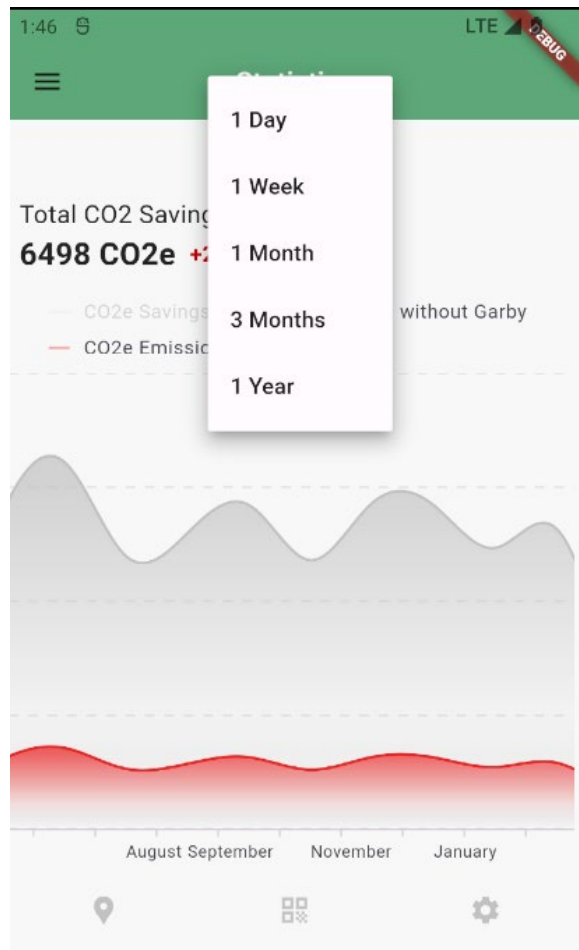 1:46 LTE DEBUG
1 Day
1 Week
Total CO2 Saving
6498 CO2e 1 Month
CO2e Savings 3 Months without Garby
CO2e Emissio
1 Year
August September November January